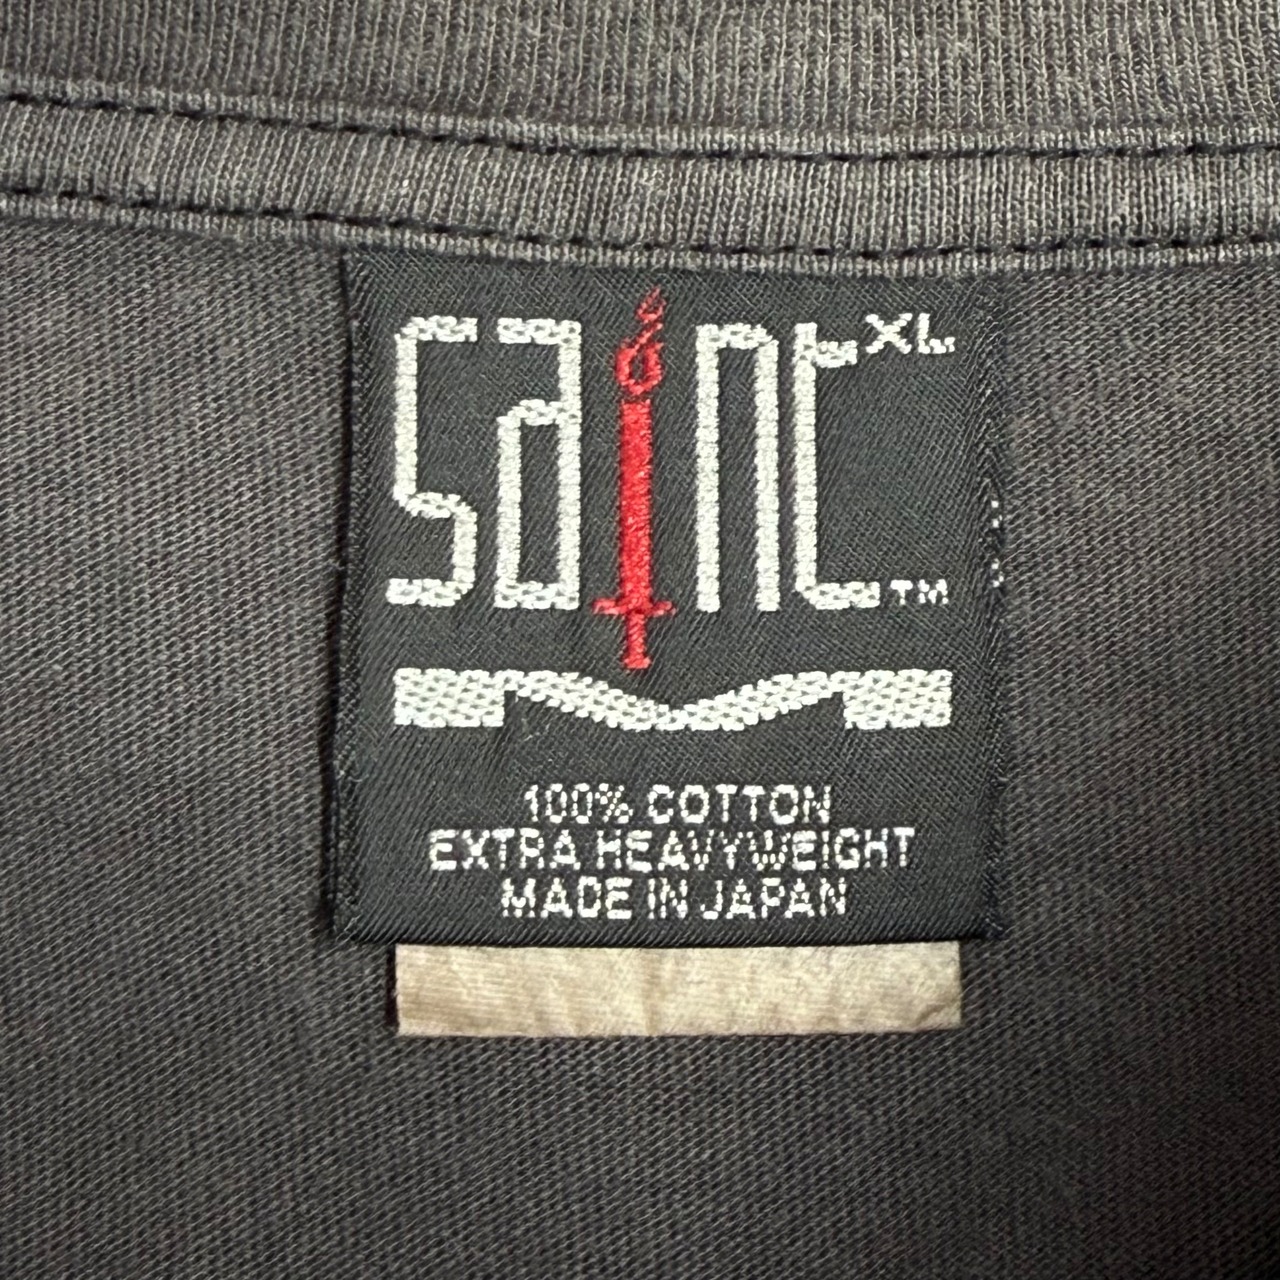 SaInt XL
TM
100% COTTON
EXTRA HEAVYWEIGHT
MADE IN JAPAN